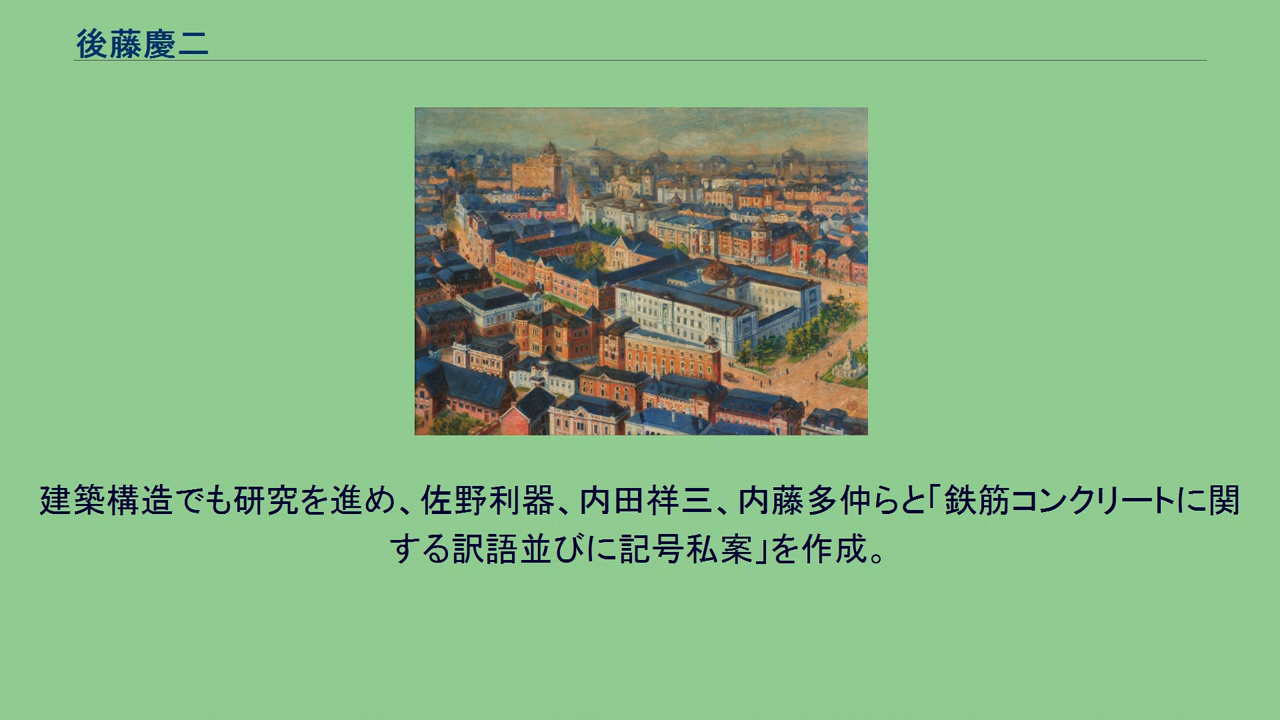 後藤慶二
建築構造でも研究を進め、佐野利器、内田祥三、内藤多仲らと｢鉄筋コンクリートに関
する訳語並びに記号私案｣を作成。